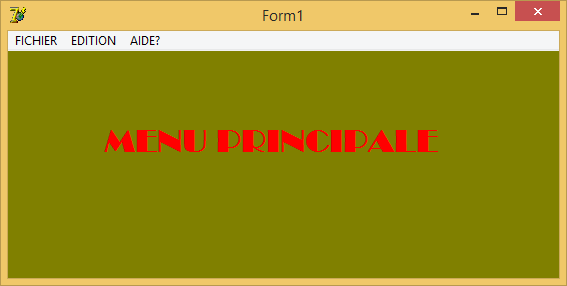 Form1
FICHIER EDITION AIDE?
MENU PRINCIPALE